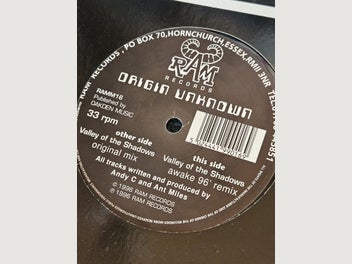 RAM RECORDS, PO BOX 70, HORNCHURCH, ESSEX, RM11 3NR
RAM
RECORDS
ORIGIN UNKNOWN
RAMM16
Published by
DAKDEN MUSIC
33 rpm
other side
Valley of the Shadows
original mix
this side
Valley of the Shadows
awake 96' remix
All tracks written and produced by
Andy C and Ant Miles
© 1996 RAM RECORDS
℗ 1996 RAM RECORDS